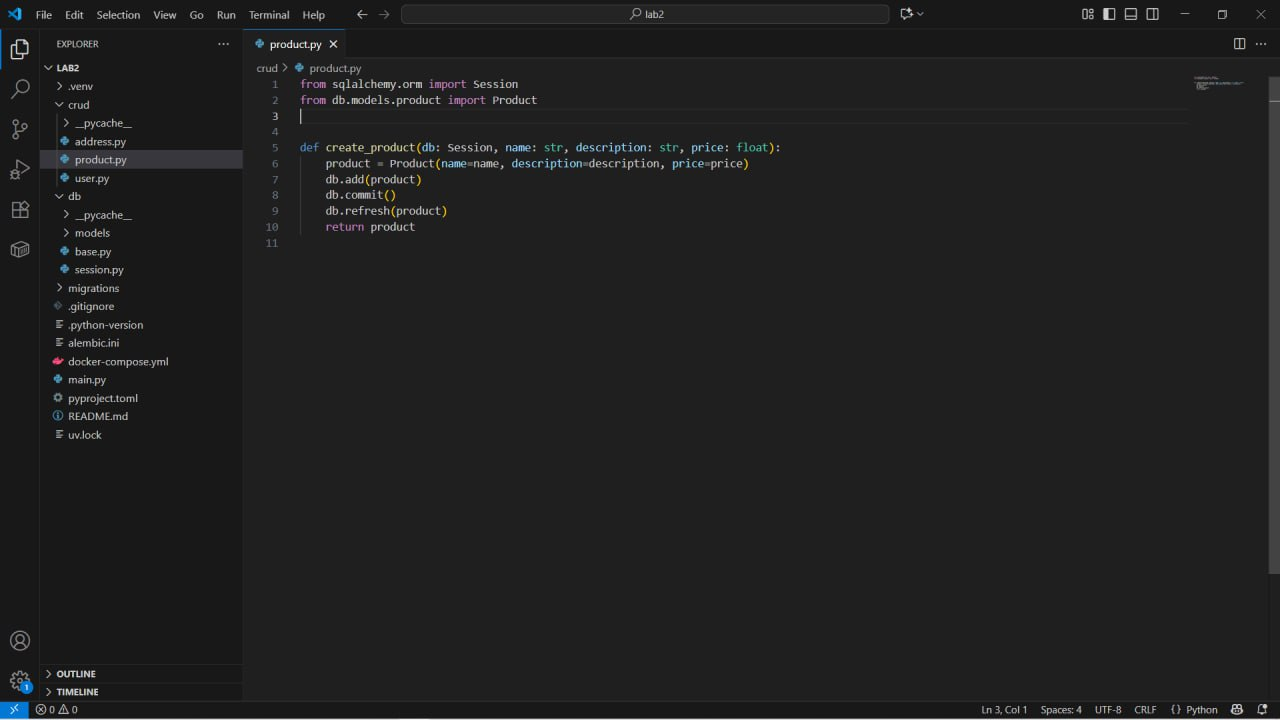 File Edit Selection View Go Run Terminal Help
lab2
EXPLORER
product.py
LAB2
crud > product.py
.venv
crud
__pycache__
address.py
product.py
user.py
db
__pycache__
models
base.py
session.py
migrations
.gitignore
.python-version
alembic.ini
docker-compose.yml
main.py
pyproject.toml
README.md
uv.lock
OUTLINE
TIMELINE
1 from sqlalchemy.orm import Session
2 from db.models.product import Product
3
4
5 def create_product(db: Session, name: str, description: str, price: float):
6     product = Product(name=name, description=description, price=price)
7     db.add(product)
8     db.commit()
9     db.refresh(product)
10     return product
11
1
0 0
Ln 3, Col 1 Spaces: 4 UTF-8 CRLF {} Python